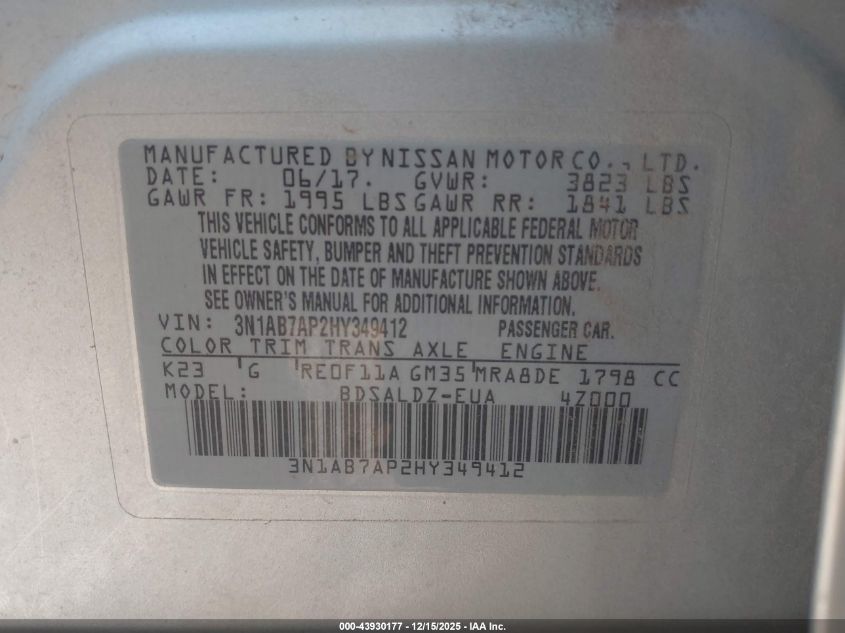 MANUFACTURED BY NISSAN MOTOR CO., LTD.
DATE: 06/17. GVWR: 3823 LBS
GAWR FR: 1995 LBS GAWR RR: 1841 LBS
THIS VEHICLE CONFORMS TO ALL APPLICABLE FEDERAL MOTOR
VEHICLE SAFETY, BUMPER AND THEFT PREVENTION STANDARDS
IN EFFECT ON THE DATE OF MANUFACTURE SHOWN ABOVE.
SEE OWNER'S MANUAL FOR ADDITIONAL INFORMATION.
VIN: 3N1AB7AP2HY349412 PASSENGER CAR.
COLOR TRIM TRANS AXLE ENGINE
K23 G RE0F11A GM35 MRA8DE 1798 CC
MODEL: BDSALDZ-EUA 4Z000
3N1AB7AP2HY349412
000-43930177 - 12/15/2025 - IAA Inc.